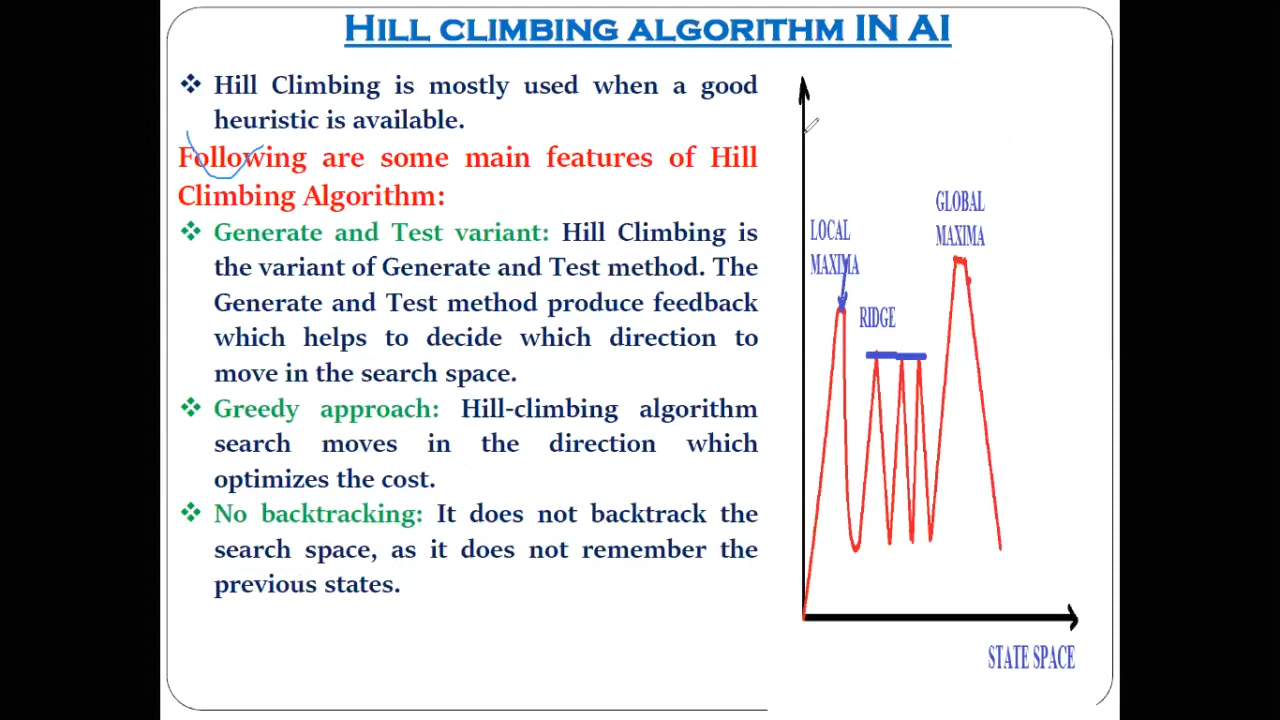 HILL CLIMBING ALGORITHM IN AI
❖ Hill Climbing is mostly used when a good
heuristic is available.
Following are some main features of Hill
Climbing Algorithm:
❖ Generate and Test variant: Hill Climbing is
the variant of Generate and Test method. The
Generate and Test method produce feedback
which helps to decide which direction to
move in the search space.
❖ Greedy approach: Hill-climbing algorithm
search moves in the direction which
optimizes the cost.
❖ No backtracking: It does not backtrack the
search space, as it does not remember the
previous states.
LOCAL
MAXIMA
RIDGE
GLOBAL
MAXIMA
STATE SPACE